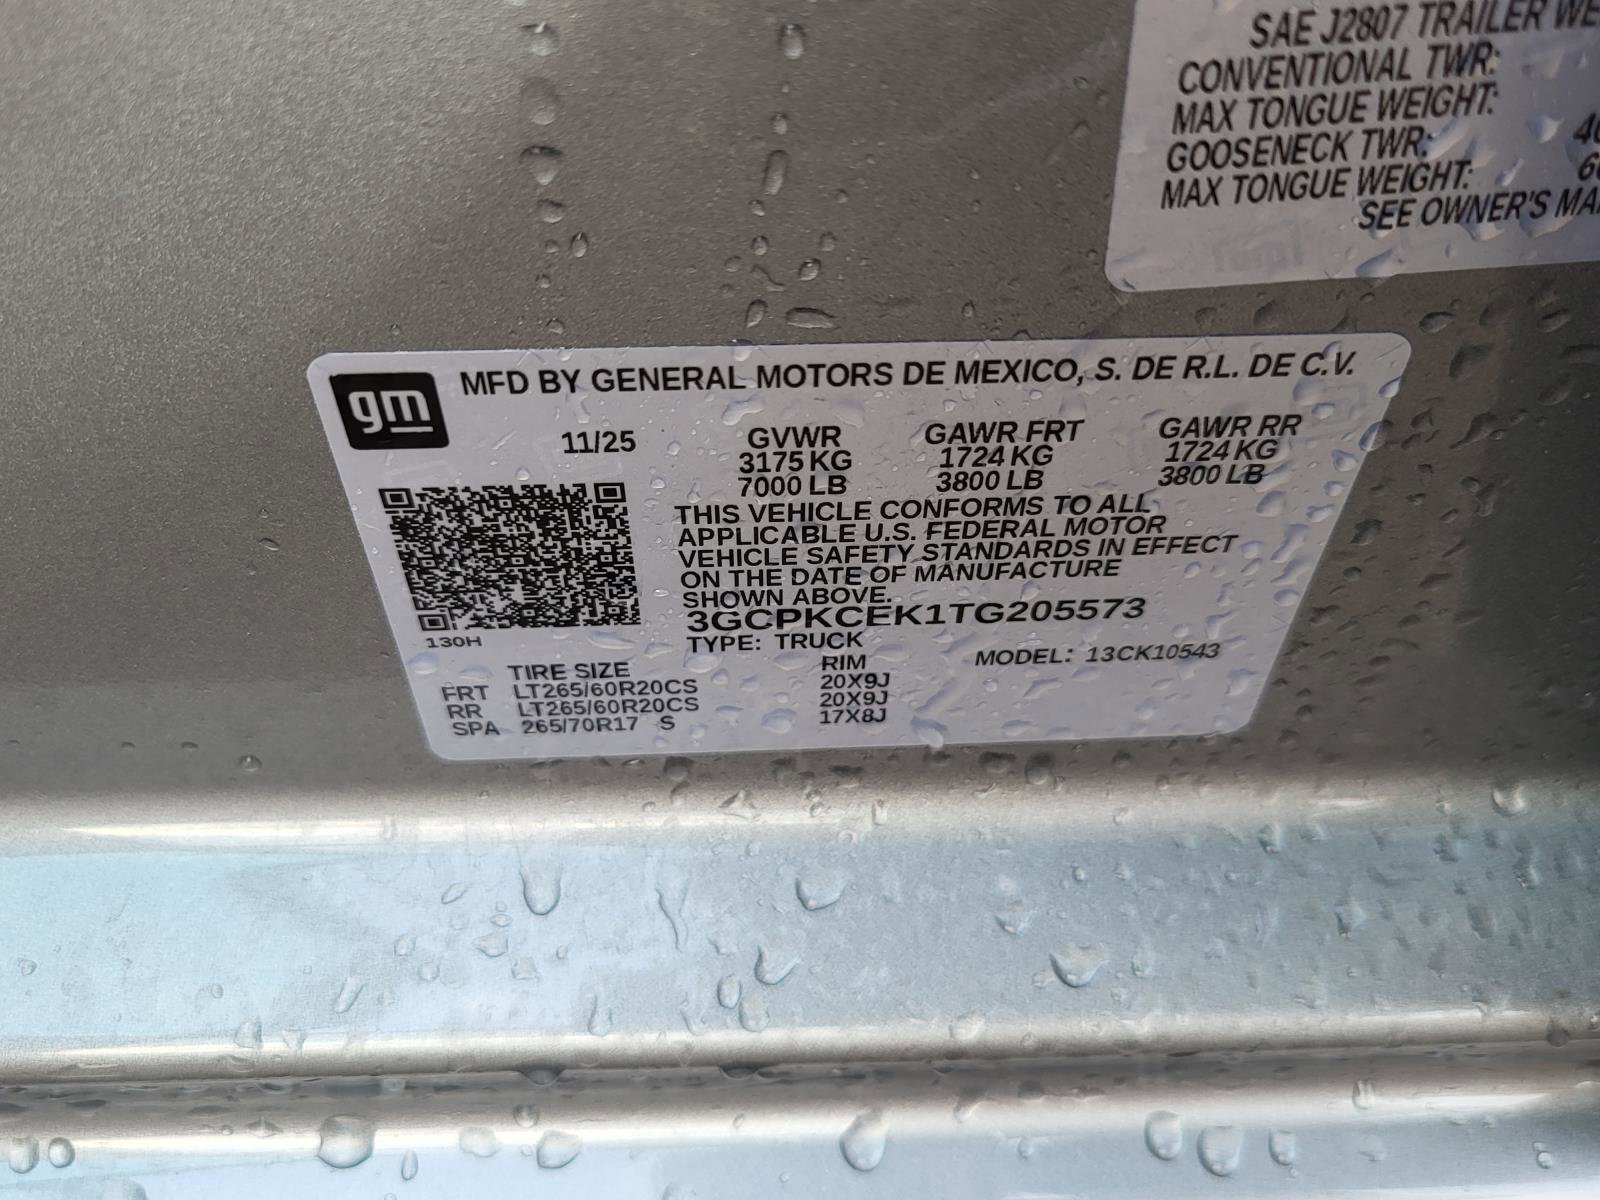 SAE J2807 TRAILER WE
CONVENTIONAL TWR:
MAX TONGUE WEIGHT:
GOOSENECK TWR:
MAX TONGUE WEIGHT:
SEE OWNER'S MA
gm
MFD BY GENERAL MOTORS DE MEXICO, S. DE R.L. DE C.V.
11/25 GVWR GAWR FRT GAWR RR
3175 KG 1724 KG 1724 KG
7000 LB 3800 LB 3800 LB
THIS VEHICLE CONFORMS TO ALL
APPLICABLE U.S. FEDERAL MOTOR
VEHICLE SAFETY STANDARDS IN EFFECT
ON THE DATE OF MANUFACTURE
SHOWN ABOVE.
3GCPKCEK1TG205573
130H
TYPE: TRUCK
MODEL: 13CK10543
TIRE SIZE RIM
FRT LT265/60R20CS 20X9J
RR LT265/60R20CS 20X9J
SPA 265/70R17 S 17X8J